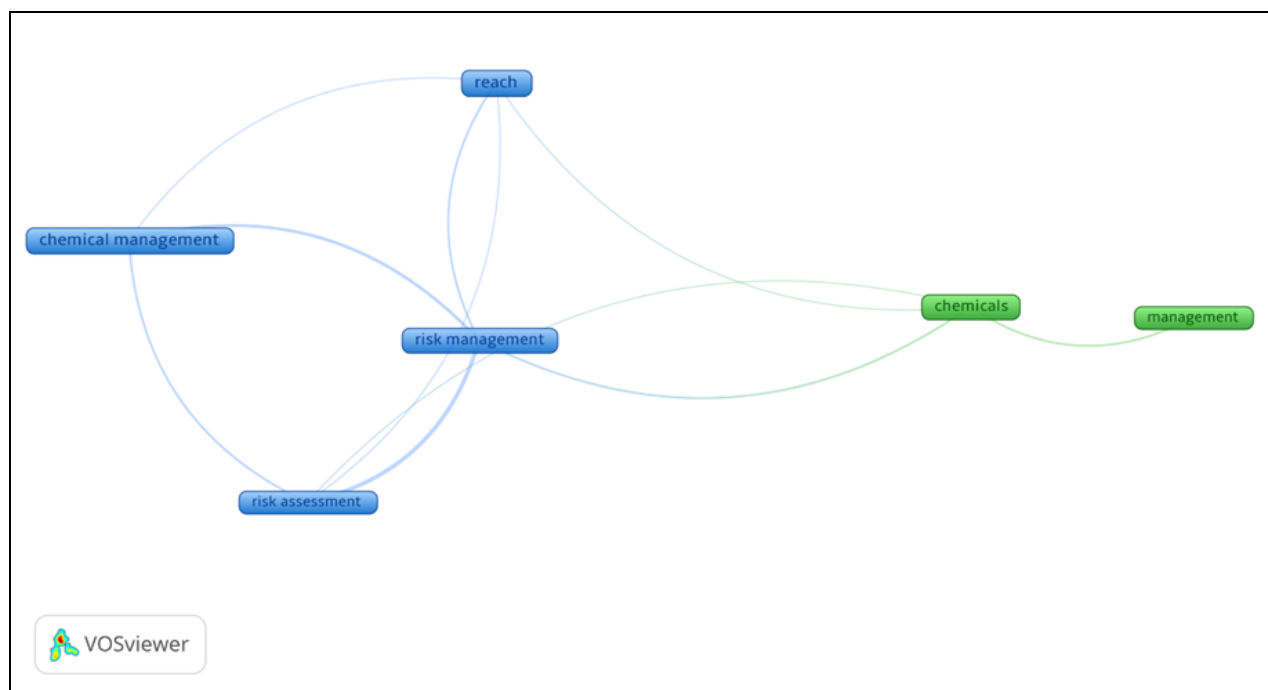 reach
chemical management
chemicals
management
risk management
risk assessment
VOSviewer